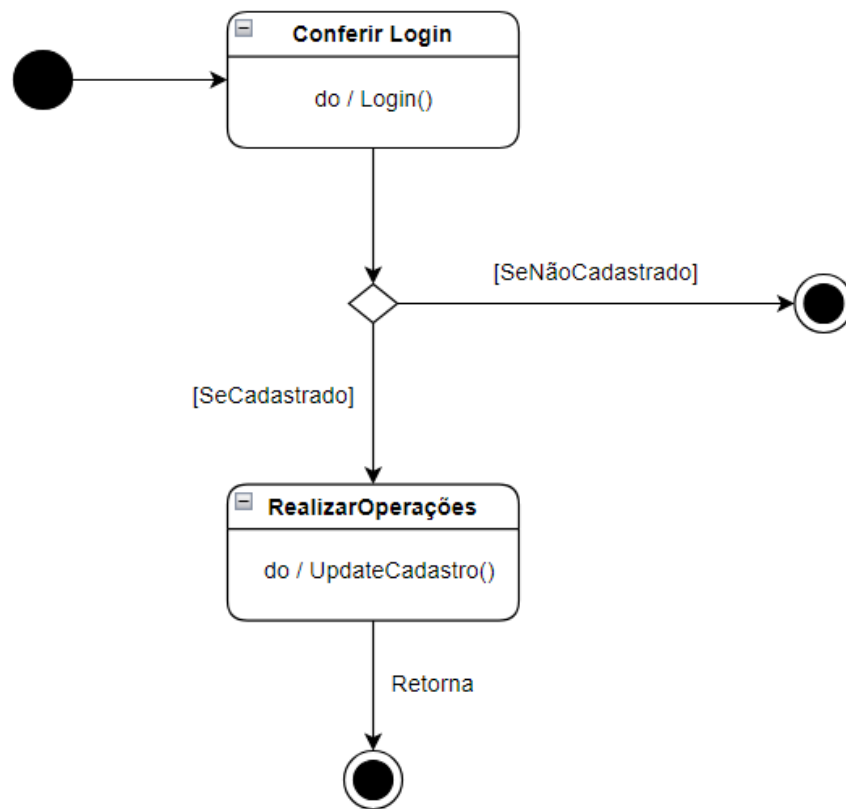 Conferir Login
do / Login()
[SeNãoCadastrado]
[SeCadastrado]
RealizarOperações
do / UpdateCadastro()
Retorna